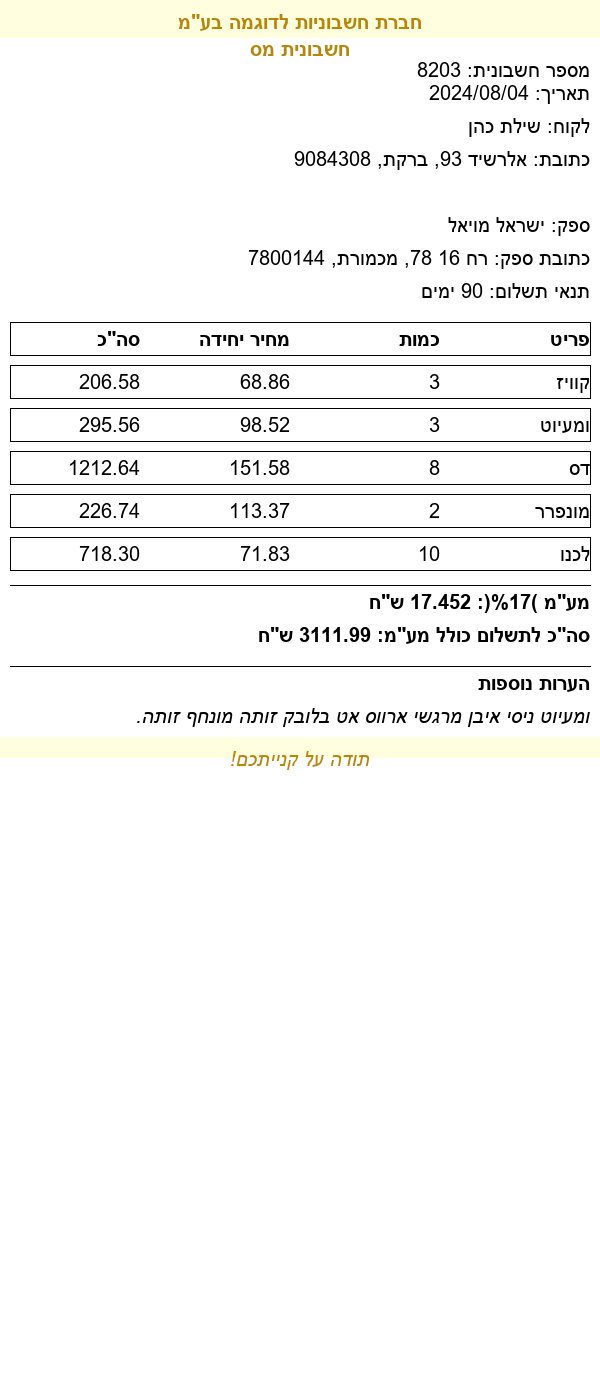 חברת חשבוניות לדוגמה בע"מ
חשבונית מס
מספר חשבונית: 8203
תאריך: 2024/08/04
לקוח: שילת כהן
כתובת: אלרשיד 93, ברקת, 9084308
ספק: ישראל מויאל
כתובת ספק: רח 16 78, מכמורת, 7800144
תנאי תשלום: 90 ימים
פריט כמות מחיר יחידה סה"כ
קוויז 3 68.86 206.58
ומעיוט 3 98.52 295.56
דס 8 151.58 1212.64
מונפרר 2 113.37 226.74
לכנו 10 71.83 718.30
מע"מ )17%(: 17.452 ש"ח
סה"כ לתשלום כולל מע"מ: 3111.99 ש"ח
הערות נוספות
ומעיוט ניסי איבן מרגשי ארווס אט בלובק זותה מונחף זותה.
תודה על קנייתכם!